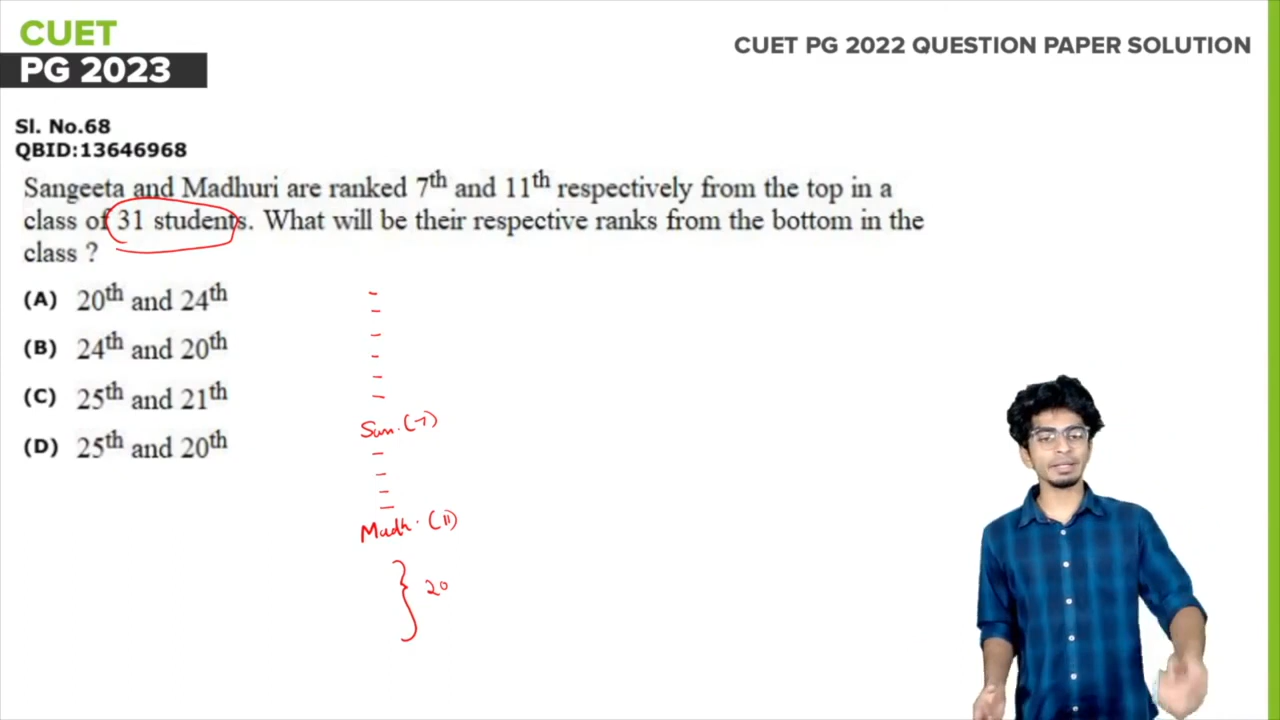 CUET
PG 2023
CUET PG 2022 QUESTION PAPER SOLUTION
Sl. No.68
QBID:13646968
Sangeeta and Madhuri are ranked 7th and 11th respectively from the top in a
class of 31 students. What will be their respective ranks from the bottom in the
class ?
(A) 20th and 24th
(B) 24th and 20th
(C) 25th and 21th
(D) 25th and 20th
San. (7)
Madh. (11)
20